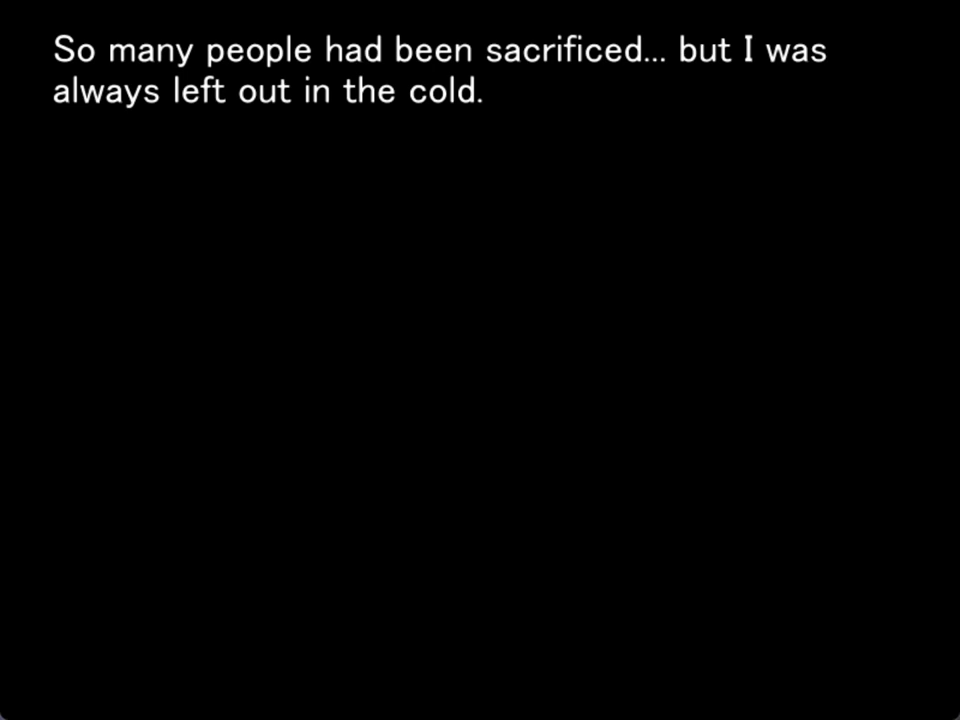 So many people had been sacrificed... but I was
always left out in the cold.